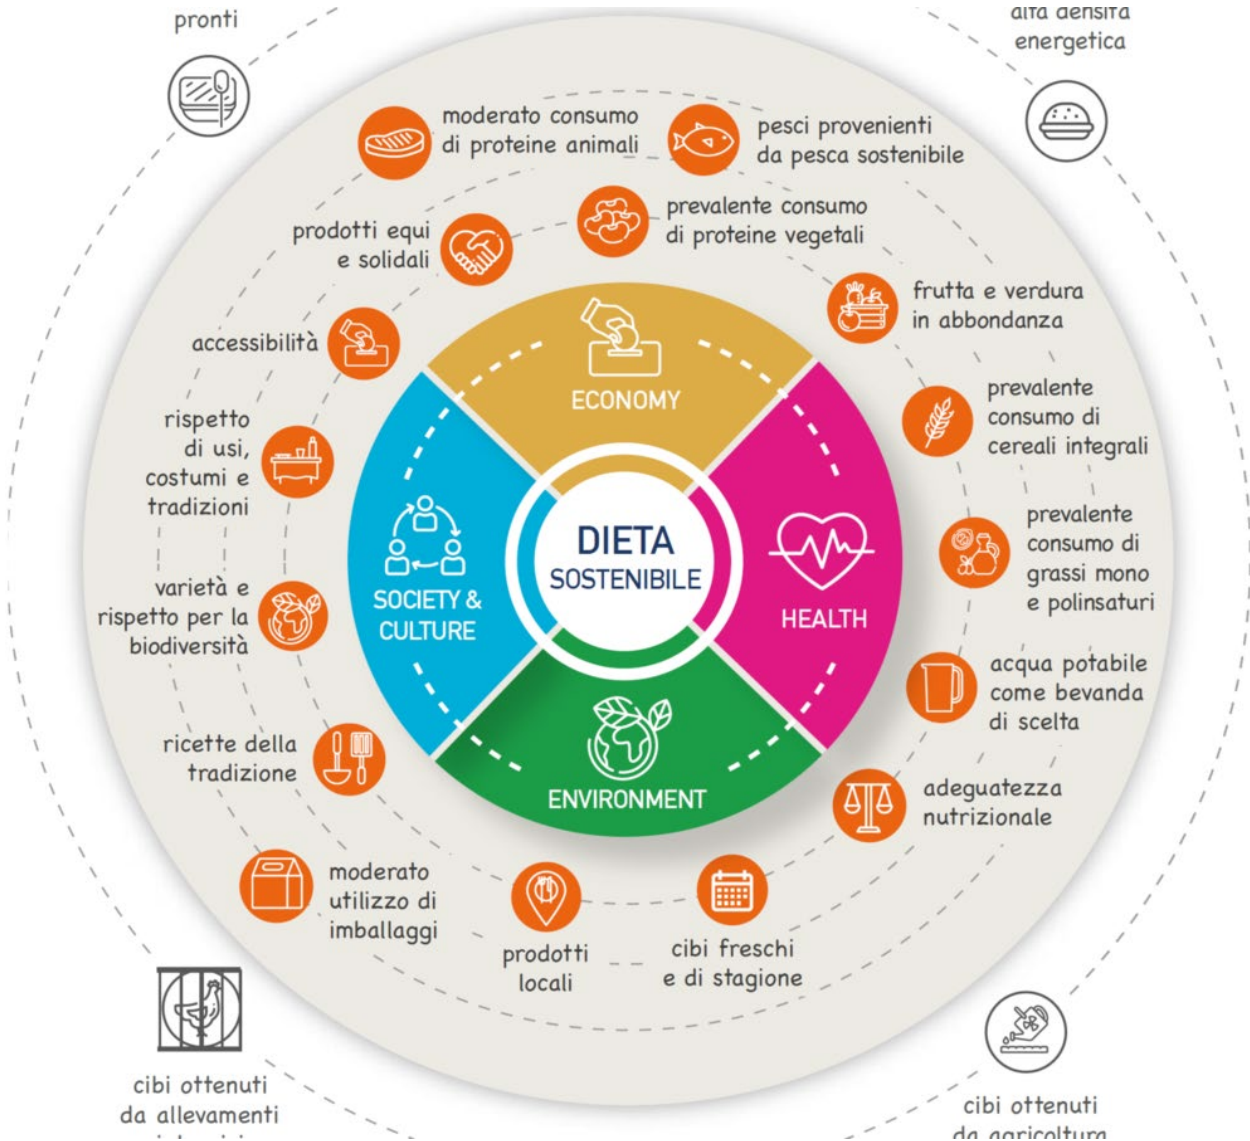 pronti
alta densità
energetica
moderato consumo
di proteine animali
pesci provenienti
da pesca sostenibile
prodotti equi
e solidali
prevalente consumo
di proteine vegetali
frutta e verdura
in abbondanza
accessibilità
ECONOMY
prevalente
consumo di
cereali integrali
rispetto
di usi,
costumi e
tradizioni
DIETA
SOSTENIBILE
prevalente
consumo di
grassi mono
e polinsaturi
SOCIETY &
CULTURE
HEALTH
varietà e
rispetto per la
biodiversità
acqua potabile
come bevanda
di scelta
ricette della
tradizione
ENVIRONMENT
adeguatezza
nutrizionale
moderato
utilizzo di
imballaggi
prodotti
locali
cibi freschi
e di stagione
cibi ottenuti
da allevamenti
cibi ottenuti
da agricoltura